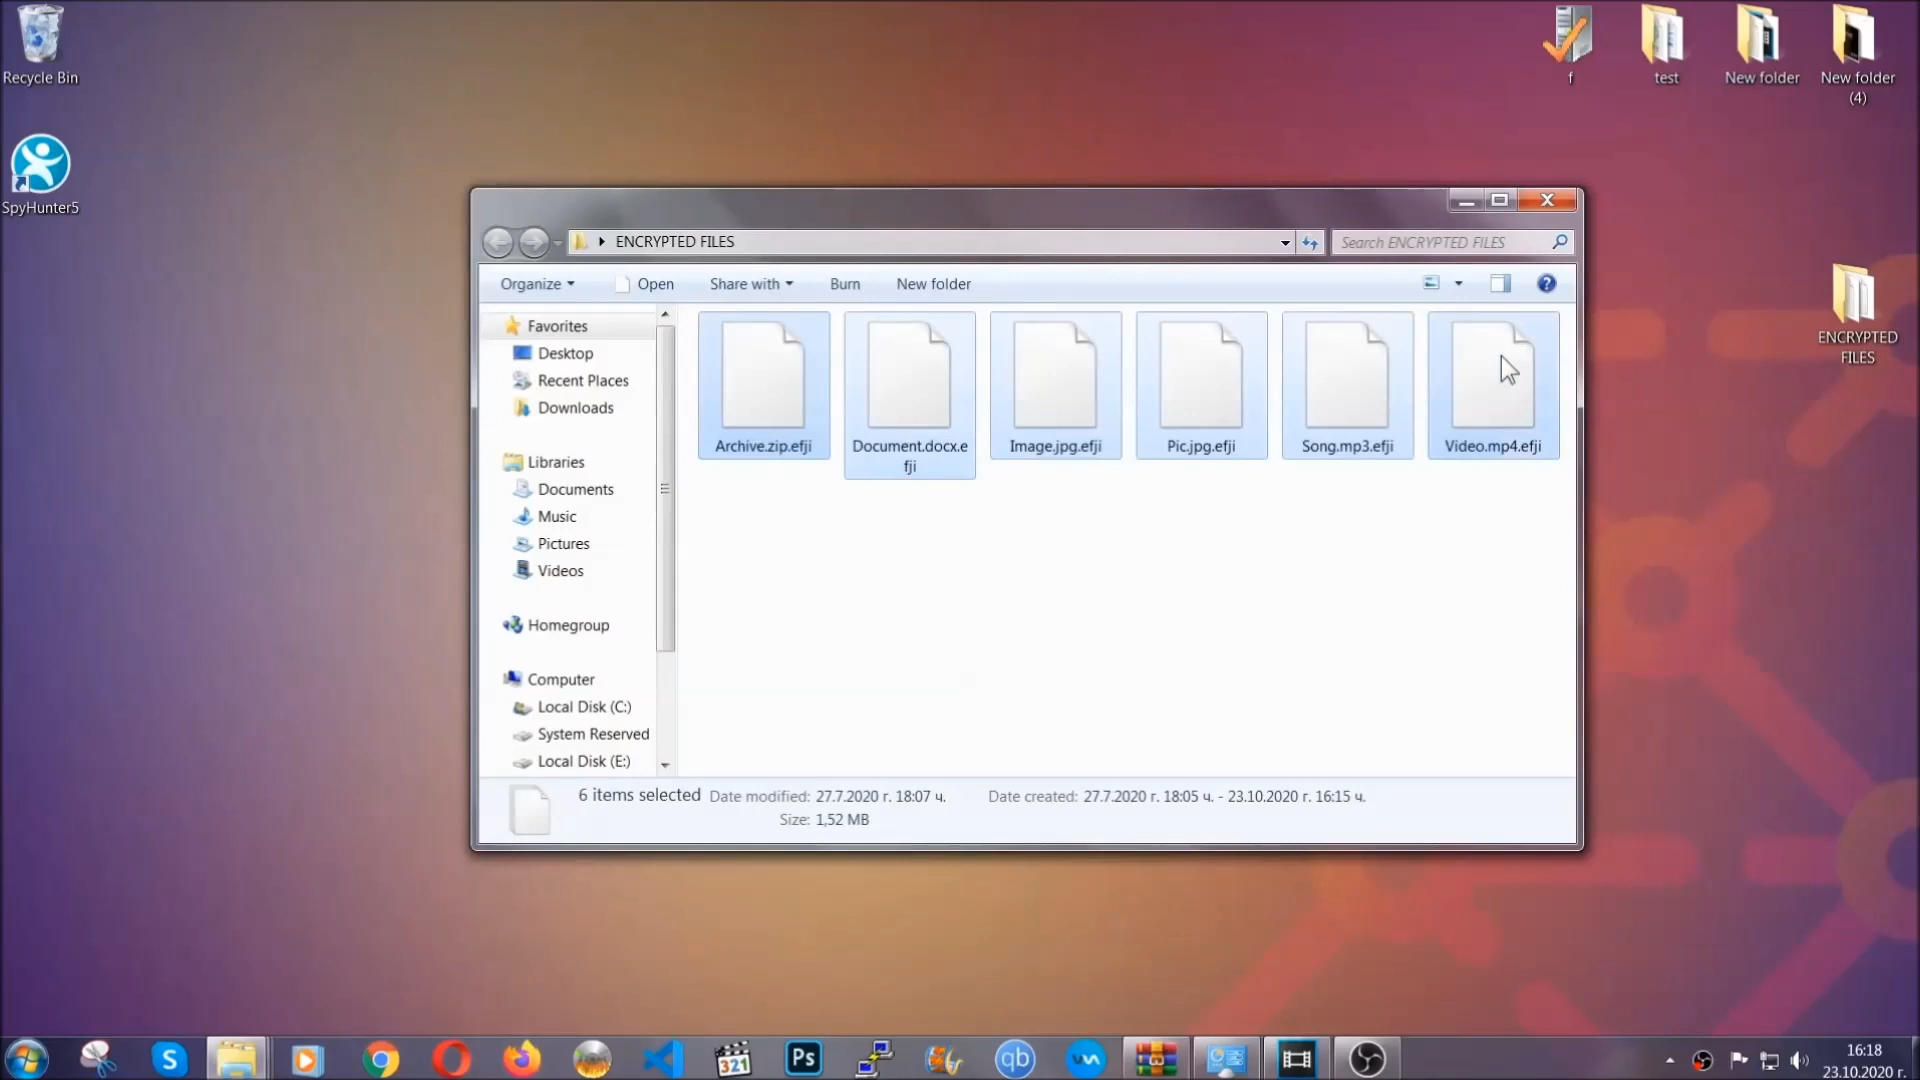 Recycle Bin
SpyHunter5
f
test
New folder
New folder
(4)
ENCRYPTED
FILES
ENCRYPTED FILES
Search ENCRYPTED FILES
Organize
Open
Share with
Burn
New folder
Favorites
Desktop
Recent Places
Downloads
Libraries
Documents
Music
Pictures
Videos
Homegroup
Computer
Local Disk (C:)
System Reserved
Local Disk (E:)
Archive.zip.efji
Document.docx.e
fji
Image.jpg.efji
Pic.jpg.efji
Song.mp3.efji
Video.mp4.efji
6 items selected Date modified: 27.7.2020 г. 18:07 ч. Date created: 27.7.2020 г. 18:05 ч. - 23.10.2020 г. 16:15 ч.
Size: 1,52 MB
S
321
Ps
qb
16:18
23.10.2020 г.